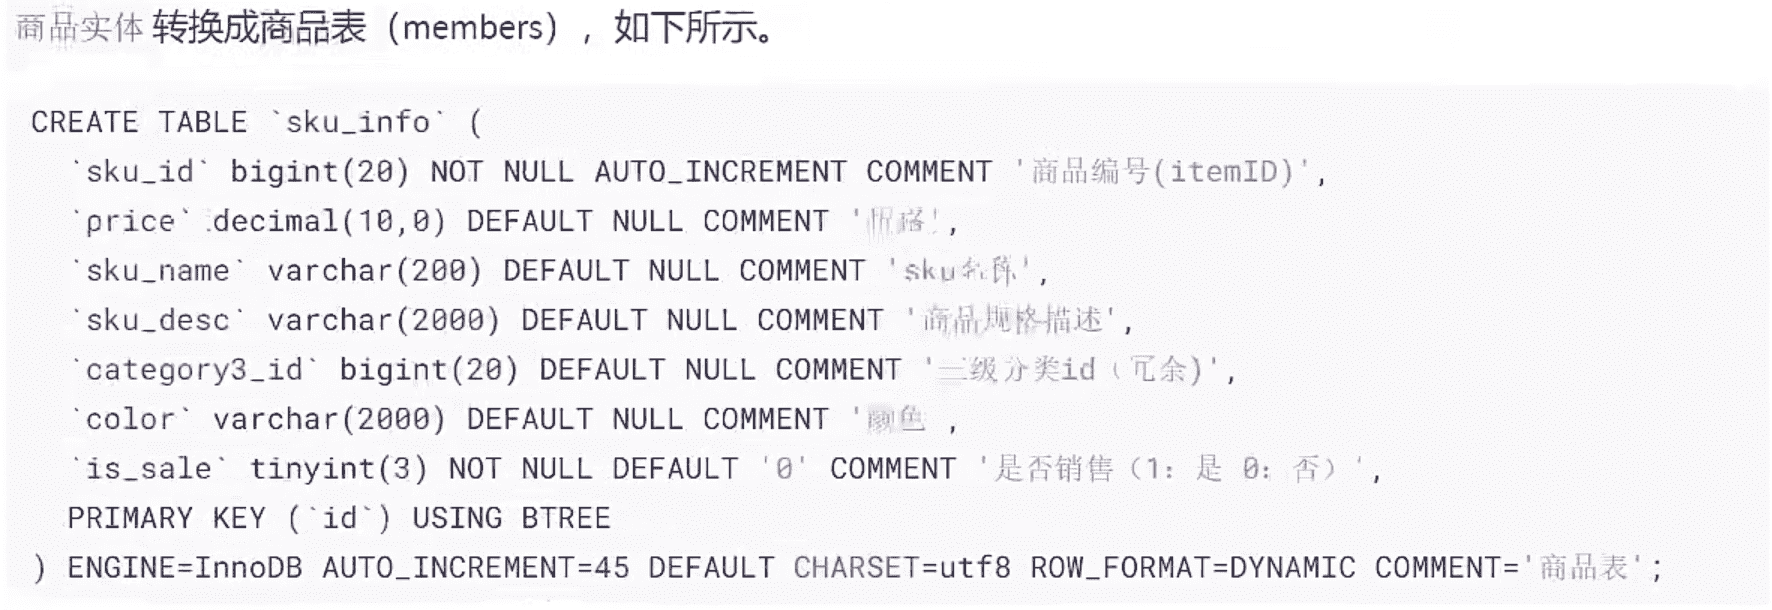 商品实体 转换成商品表（members），如下所示。
CREATE TABLE `sku_info` (
`sku_id` bigint(20) NOT NULL AUTO_INCREMENT COMMENT '商品编号(itemID)',
`price` decimal(10,0) DEFAULT NULL COMMENT '价格',
`sku_name` varchar(200) DEFAULT NULL COMMENT 'sku名称',
`sku_desc` varchar(2000) DEFAULT NULL COMMENT '商品规格描述',
`category3_id` bigint(20) DEFAULT NULL COMMENT '三级分类id（冗余)',
`color` varchar(2000) DEFAULT NULL COMMENT '颜色 ,
`is_sale` tinyint(3) NOT NULL DEFAULT '0' COMMENT '是否销售（1：是 0：否）',
PRIMARY KEY (`id`) USING BTREE
) ENGINE=InnoDB AUTO_INCREMENT=45 DEFAULT CHARSET=utf8 ROW_FORMAT=DYNAMIC COMMENT='商品表';